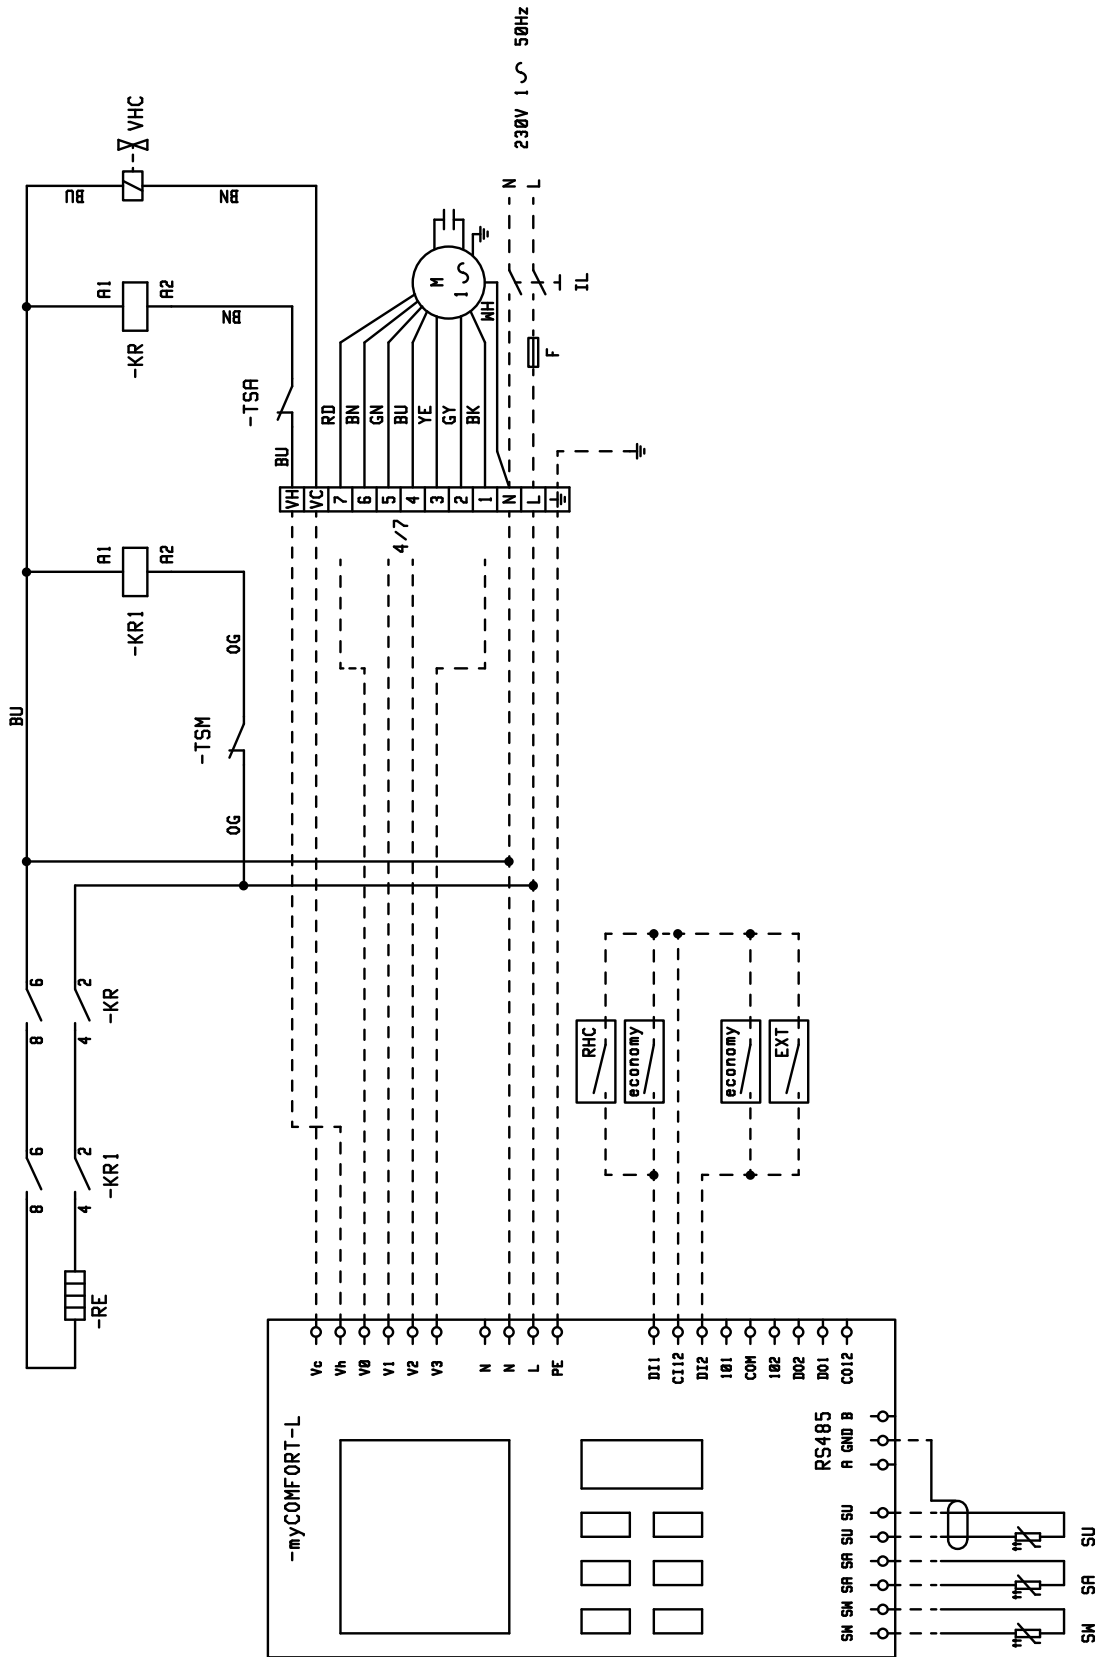 230V 1 50Hz
VHC
BU
BN
N
L
A1
A2
-KR
BN
M
1
WH
IL
F
-TSA
BU
RD
BN
GN
BU
YE
GY
BK
VH
VC
7
6
5
4
3
2
1
N
L
4/7
A1
A2
-KR1
OG
BU
-TSM
OG
6
2
8
4
-KR
6
2
8
4
-KR1
-RE
RHC
economy
economy
EXT
Vc
Vh
V0
V1
V2
V3
N
N
L
PE
DI1
CI12
DI2
101
COM
102
DO2
DO1
CO12
-myCOMFORT-L
RS485
A GND B
SW SW SA SA SU SU
SW
SA
SU